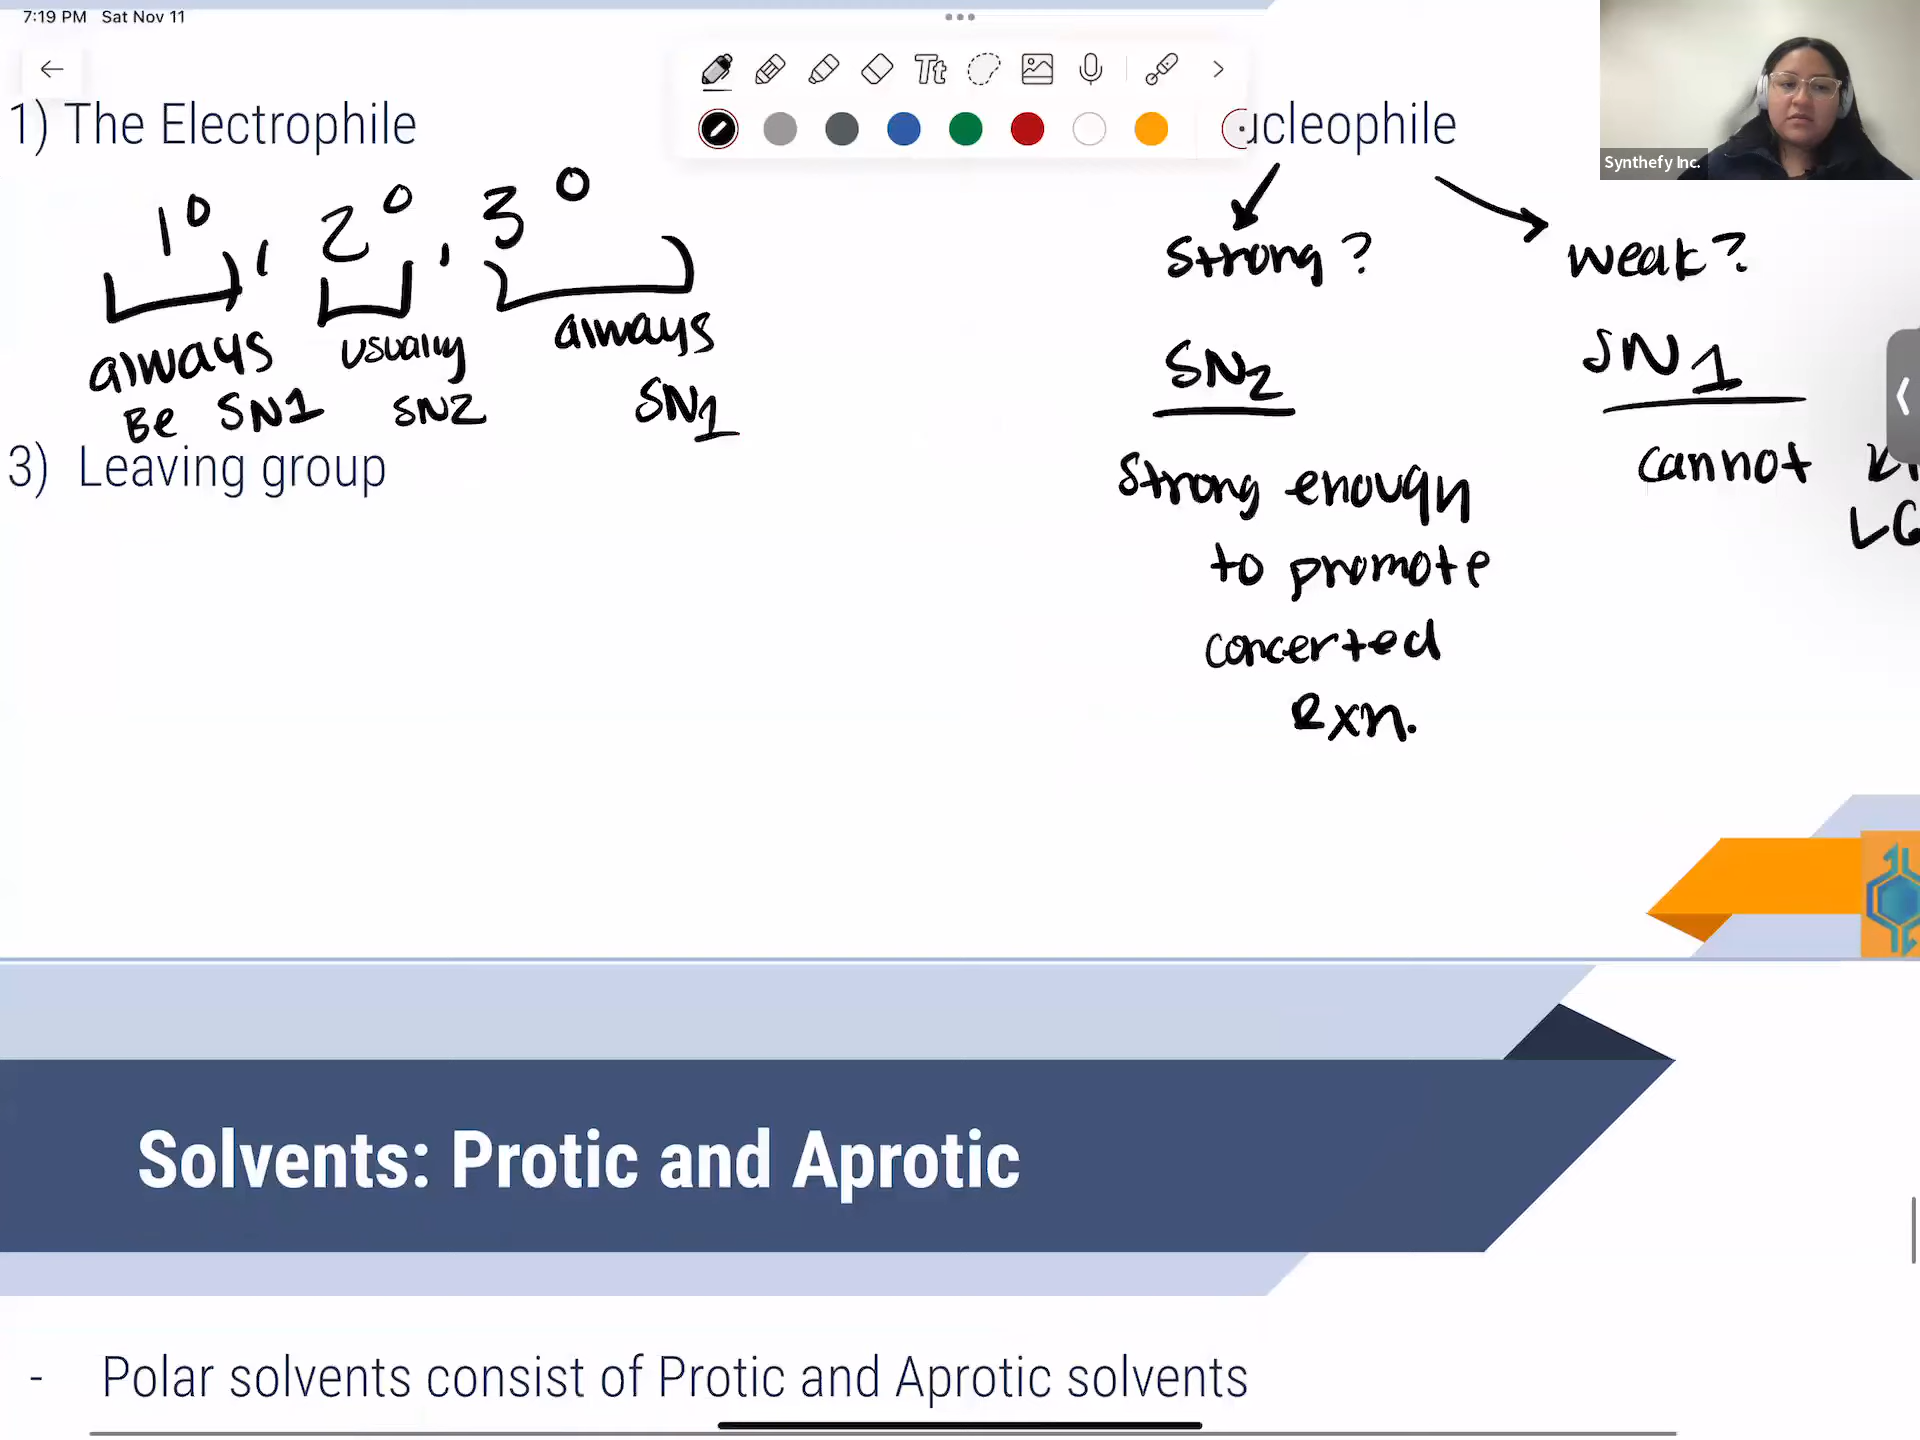 7:19 PM Sat Nov 11
Tt
1) The Electrophile
ucleophile
Synthefy Inc.
1°, 2°, 3°
always
Be SN1
usually
SN2
always
SN1
Strong?
SN2
Strong enough
to promote
concerted
Rxn.
weak?
SN1
cannot
LG
3) Leaving group
Solvents: Protic and Aprotic
- Polar solvents consist of Protic and Aprotic solvents